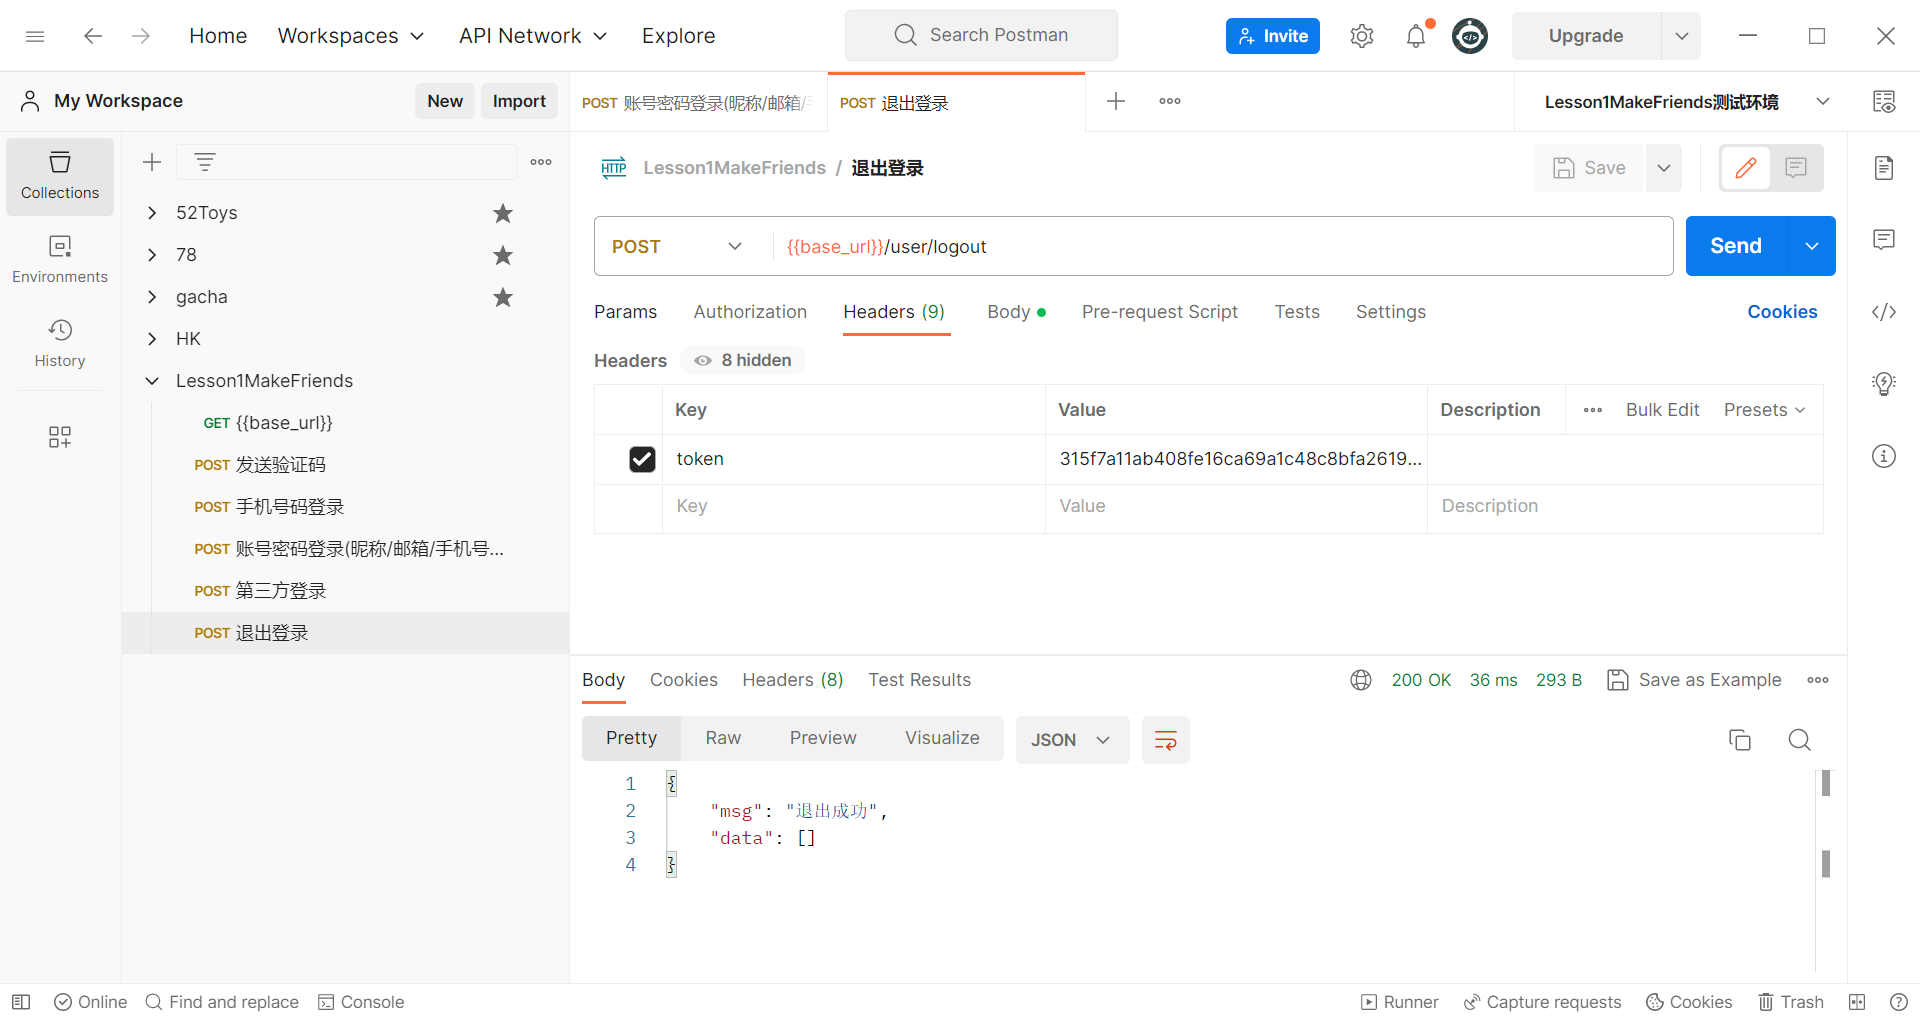 Home Workspaces API Network Explore Search Postman Invite Upgrade
My Workspace New Import
POST 账号密码登录(昵称/邮箱/ POST 退出登录 Lesson1MakeFriends测试环境
Collections
Environments
History
52Toys
78
gacha
HK
Lesson1MakeFriends
GET {{base_url}}
POST 发送验证码
POST 手机号码登录
POST 账号密码登录(昵称/邮箱/手机号...
POST 第三方登录
POST 退出登录
HTTP Lesson1MakeFriends / 退出登录 Save
POST {{base_url}}/user/logout Send
Params Authorization Headers (9) Body Pre-request Script Tests Settings Cookies
Headers 8 hidden
Key Value Description Bulk Edit Presets
token 315f7a11ab408fe16ca69a1c48c8bfa2619...
Key Value Description
Body Cookies Headers (8) Test Results 200 OK 36 ms 293 B Save as Example
Pretty Raw Preview Visualize JSON
1 {
2 "msg": "退出成功",
3 "data": []
4 }
Online Find and replace Console Runner Capture requests Cookies Trash